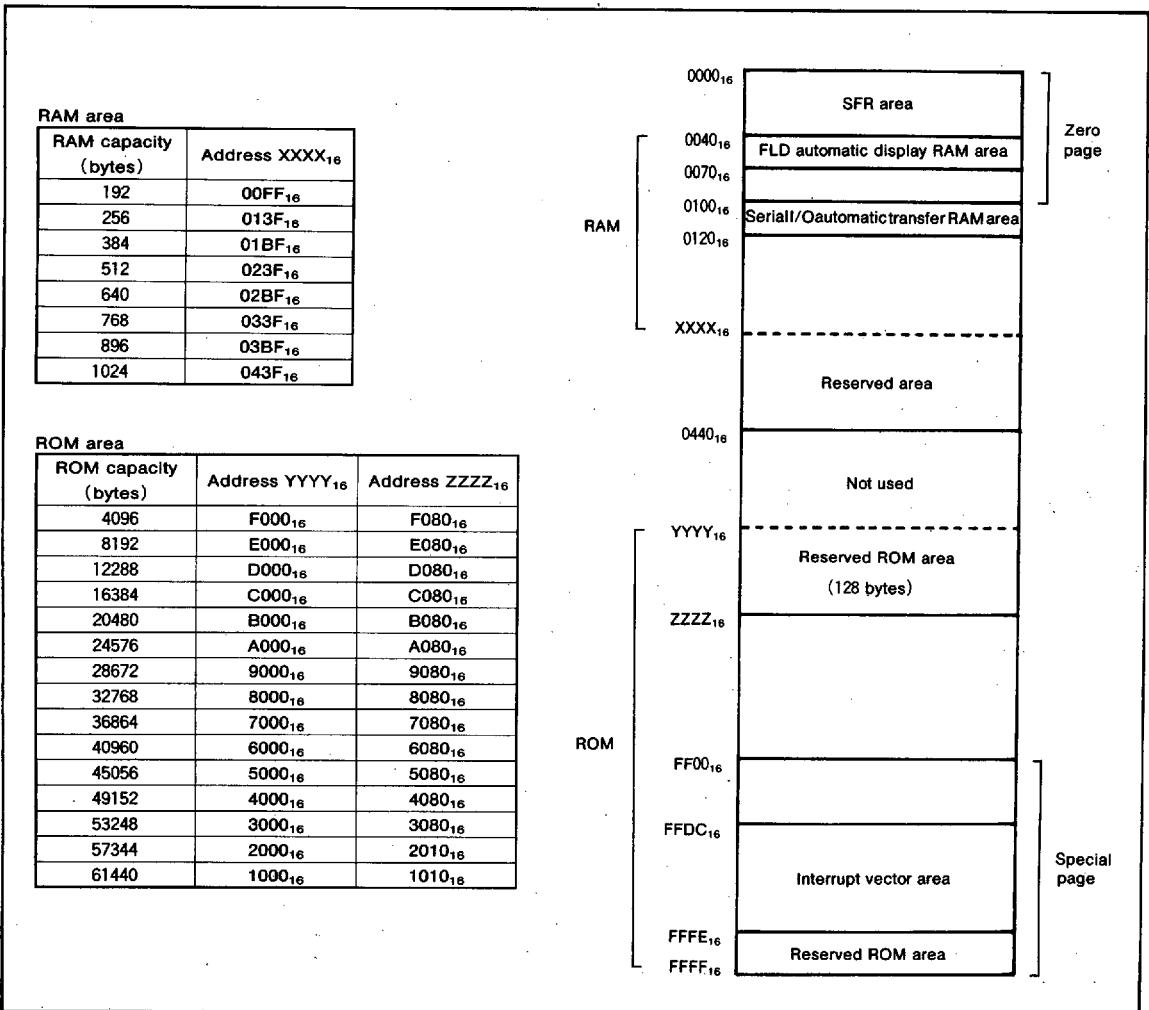 RAM area
RAM capacity (bytes) Address XXXX₁₆
192 00FF₁₆
256 013F₁₆
384 01BF₁₆
512 023F₁₆
640 02BF₁₆
768 033F₁₆
896 03BF₁₆
1024 043F₁₆
ROM area
ROM capacity (bytes) Address YYYY₁₆ Address ZZZZ₁₆
4096 F000₁₆ F080₁₆
8192 E000₁₆ E080₁₆
12288 D000₁₆ D080₁₆
16384 C000₁₆ C080₁₆
20480 B000₁₆ B080₁₆
24576 A000₁₆ A080₁₆
28672 9000₁₆ 9080₁₆
32768 8000₁₆ 8080₁₆
36864 7000₁₆ 7080₁₆
40960 6000₁₆ 6080₁₆
45056 5000₁₆ 5080₁₆
49152 4000₁₆ 4080₁₆
53248 3000₁₆ 3080₁₆
57344 2000₁₆ 2010₁₆
61440 1000₁₆ 1010₁₆
0000₁₆
SFR area
Zero page
0040₁₆
FLD automatic display RAM area
0070₁₆
0100₁₆
RAM
SerialI/OautomatictransferRAMarea
0120₁₆
XXXX₁₆
Reserved area
0440₁₆
Not used
YYYY₁₆
Reserved ROM area
(128 bytes)
ZZZZ₁₆
ROM
FF00₁₆
FFDC₁₆
Special page
Interrupt vector area
FFFE₁₆
Reserved ROM area
FFFF₁₆